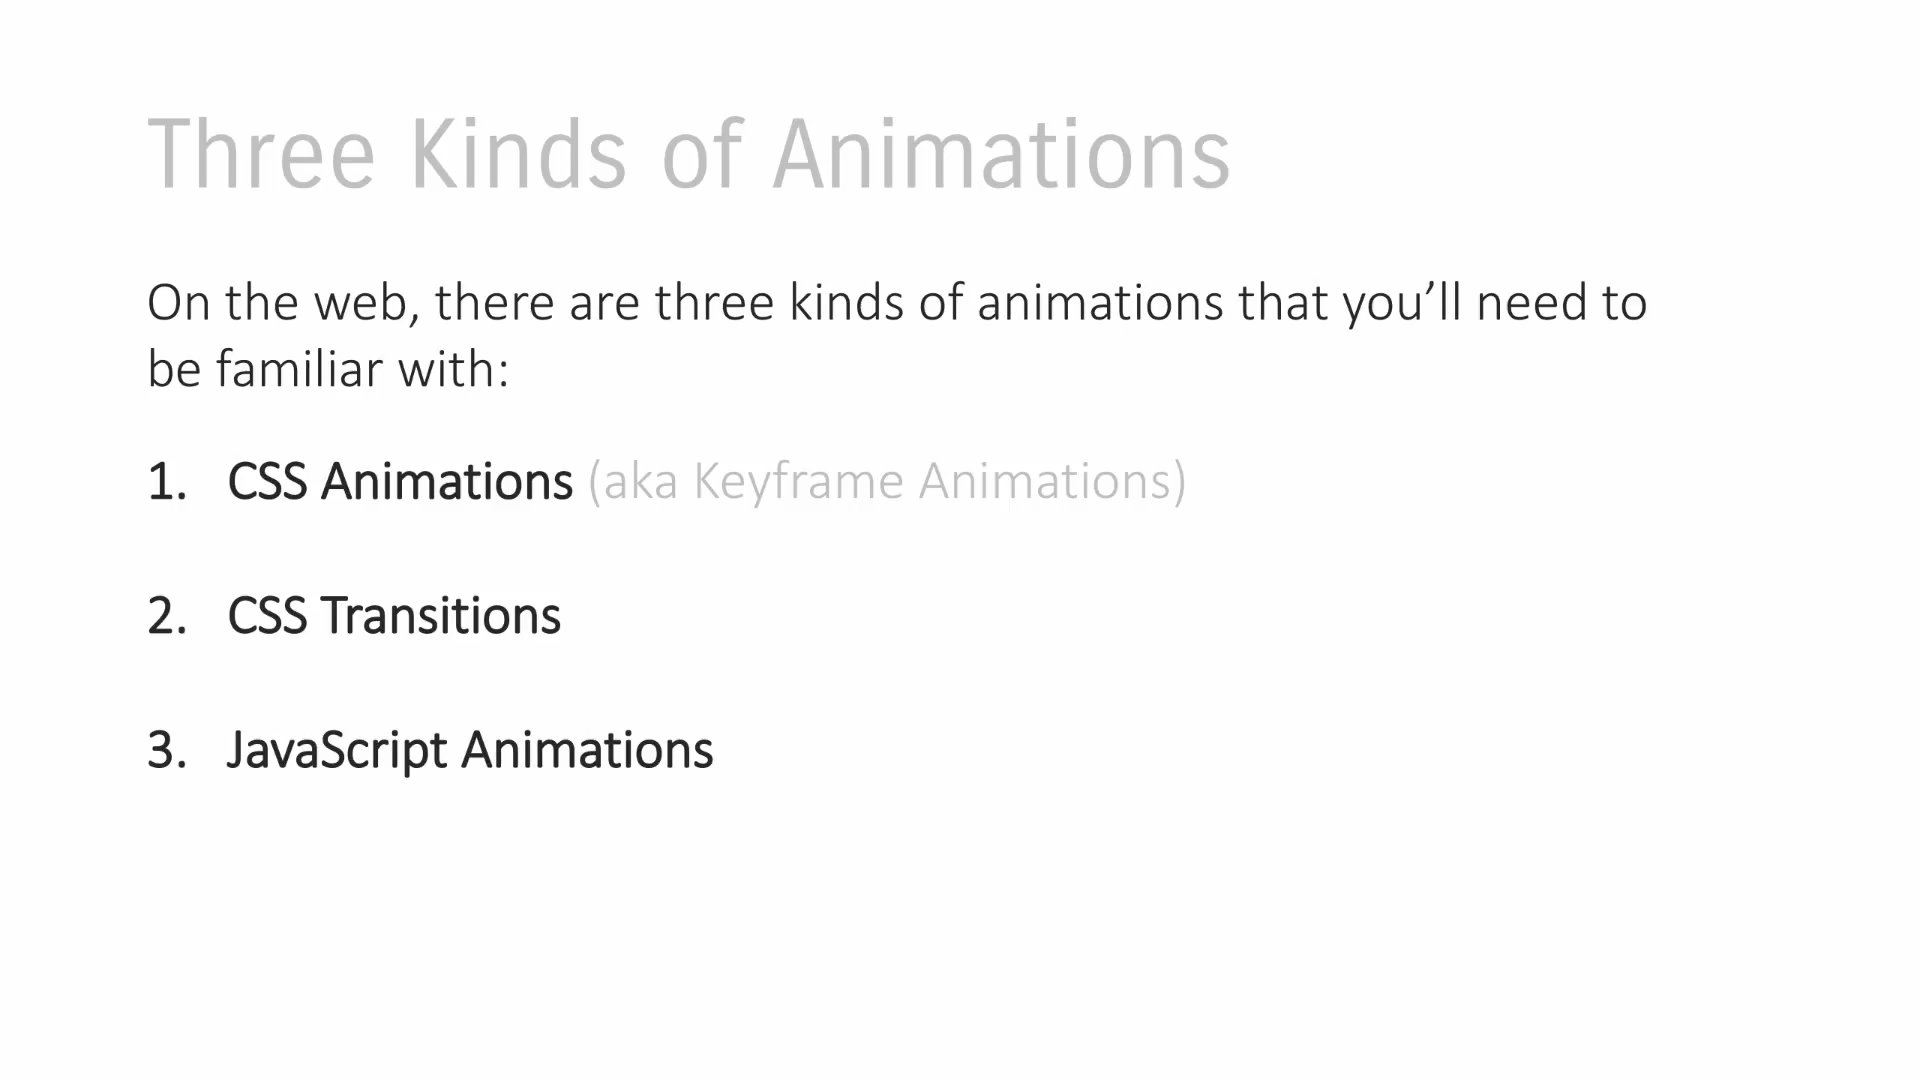 Three Kinds of Animations
On the web, there are three kinds of animations that you’ll need to
be familiar with:
1. CSS Animations (aka Keyframe Animations)
2. CSS Transitions
3. JavaScript Animations